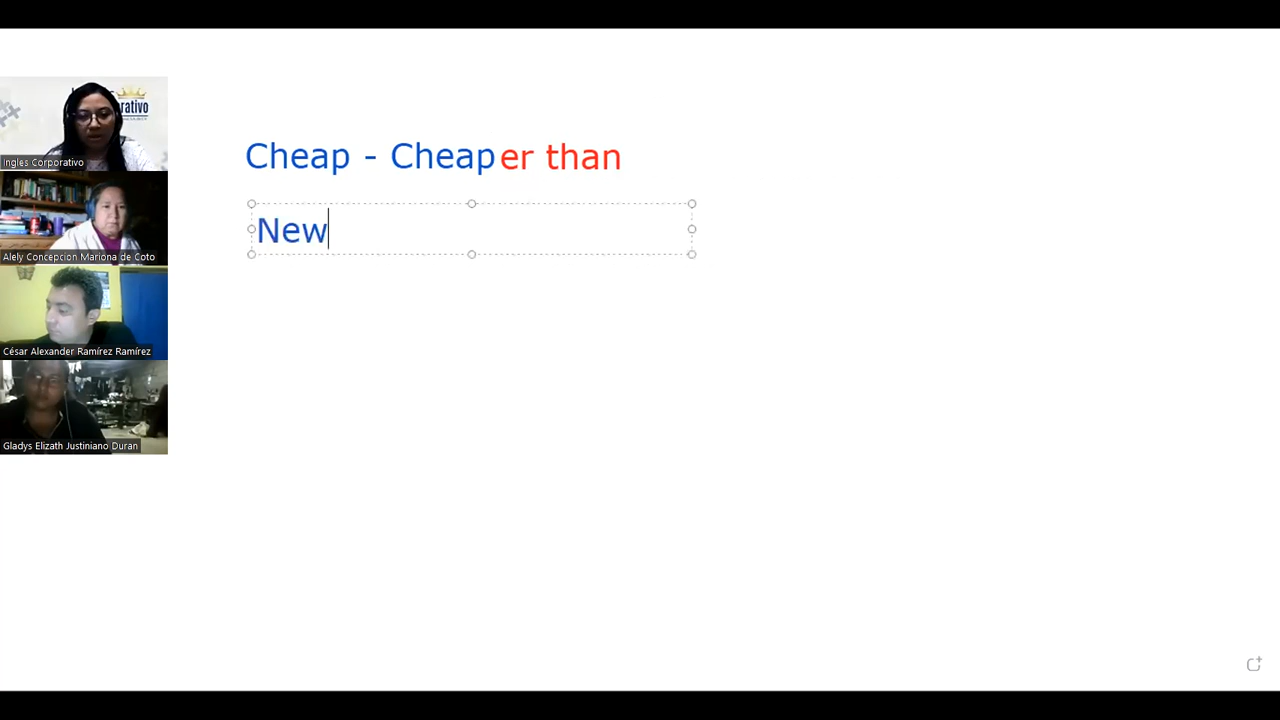 Cheap - Cheaper than
New
rativo
Ingles Corporativo
Alely Concepcion Mariona de Coto
César Alexander Ramírez Ramírez
Gladys Elizath Justiniano Duran